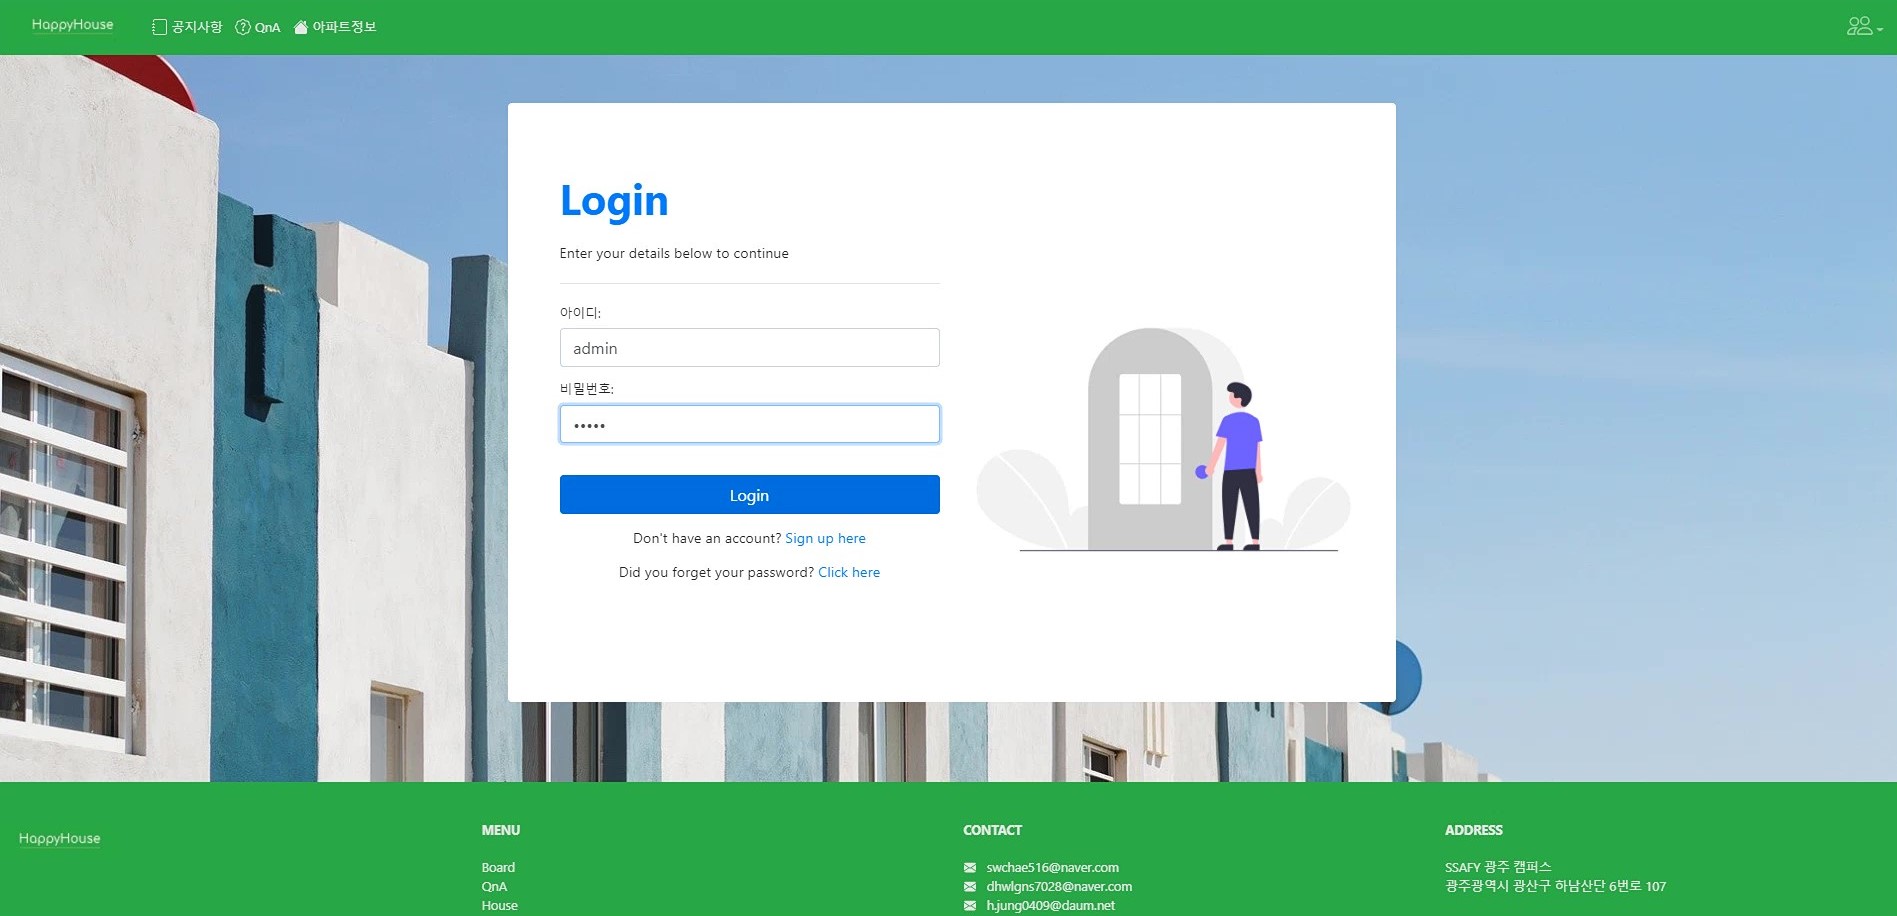 HappyHouse
공지사항
QnA
아파트정보
Login
Enter your details below to continue
아이디:
admin
비밀번호:
•••••
Login
Don't have an account? Sign up here
Did you forget your password? Click here
HappyHouse
MENU
Board
QnA
House
CONTACT
swchae516@naver.com
dhwlgns7028@naver.com
h.jung0409@daum.net
ADDRESS
SSAFY 광주 캠퍼스
광주광역시 광산구 하남산단 6번로 107